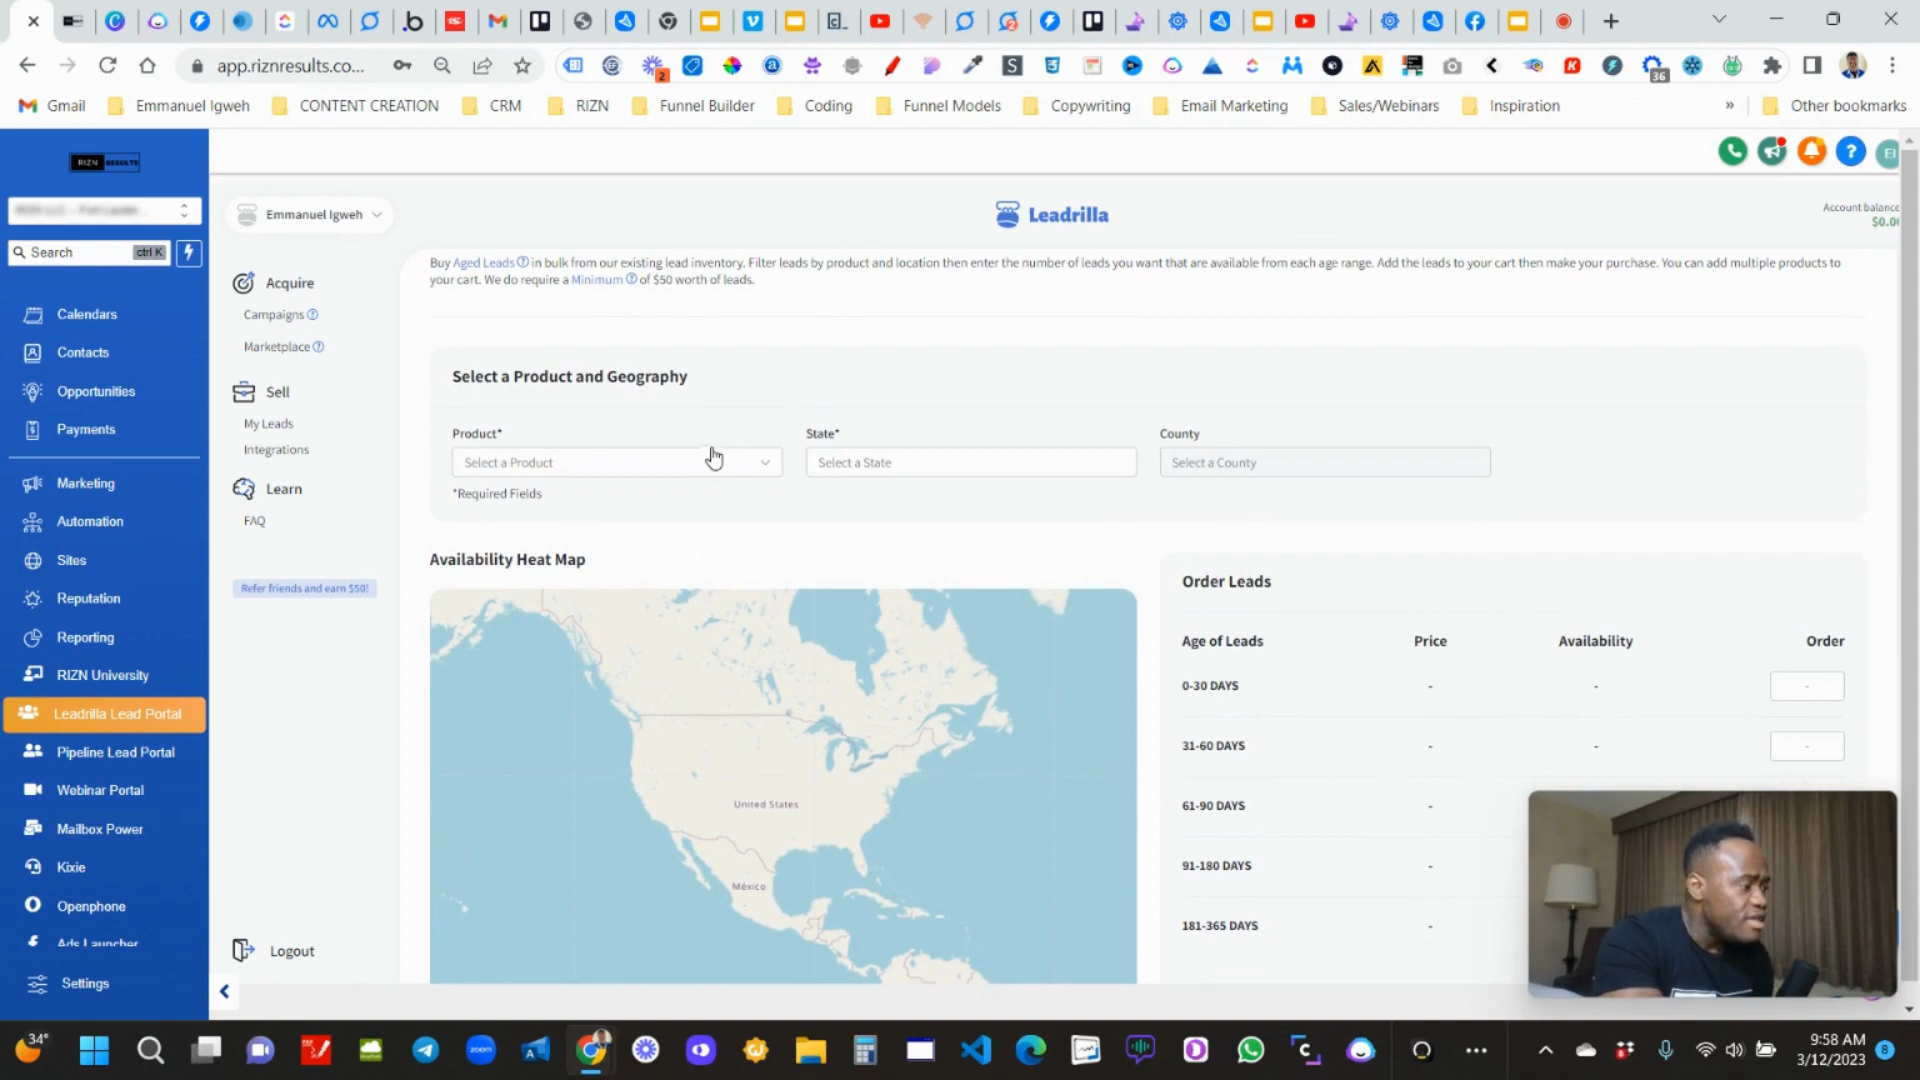 app.riznresults.co...
2
36
Gmail
Emmanuel Igweh
CONTENT CREATION
CRM
RIZN
Funnel Builder
Coding
Funnel Models
Copywriting
Email Marketing
Sales/Webinars
Inspiration
»
Other bookmarks
RIZN RESULTS
Search ctrl K
Calendars
Contacts
Opportunities
Payments
Marketing
Automation
Sites
Reputation
Reporting
RIZN University
Leadrilla Lead Portal
Pipeline Lead Portal
Webinar Portal
Mailbox Power
Kixie
Openphone
Ads Launcher
Settings
Emmanuel Igweh
Leadrilla
EI
Account balance
$0.0
Acquire
Campaigns
Marketplace
Sell
My Leads
Integrations
Learn
FAQ
Refer friends and earn $50!
Logout
Buy Aged Leads in bulk from our existing lead inventory. Filter leads by product and location then enter the number of leads you want that are available from each age range. Add the leads to your cart then make your purchase. You can add multiple products to
your cart. We do require a Minimum of $50 worth of leads.
Select a Product and Geography
Product* State* County
Select a Product Select a State Select a County
*Required Fields
Availability Heat Map
United States
México
Order Leads
Age of Leads Price Availability Order
0-30 DAYS - - -
31-60 DAYS - - -
61-90 DAYS -
91-180 DAYS -
181-365 DAYS -
34°
zoom
9:58 AM
3/12/2023
8